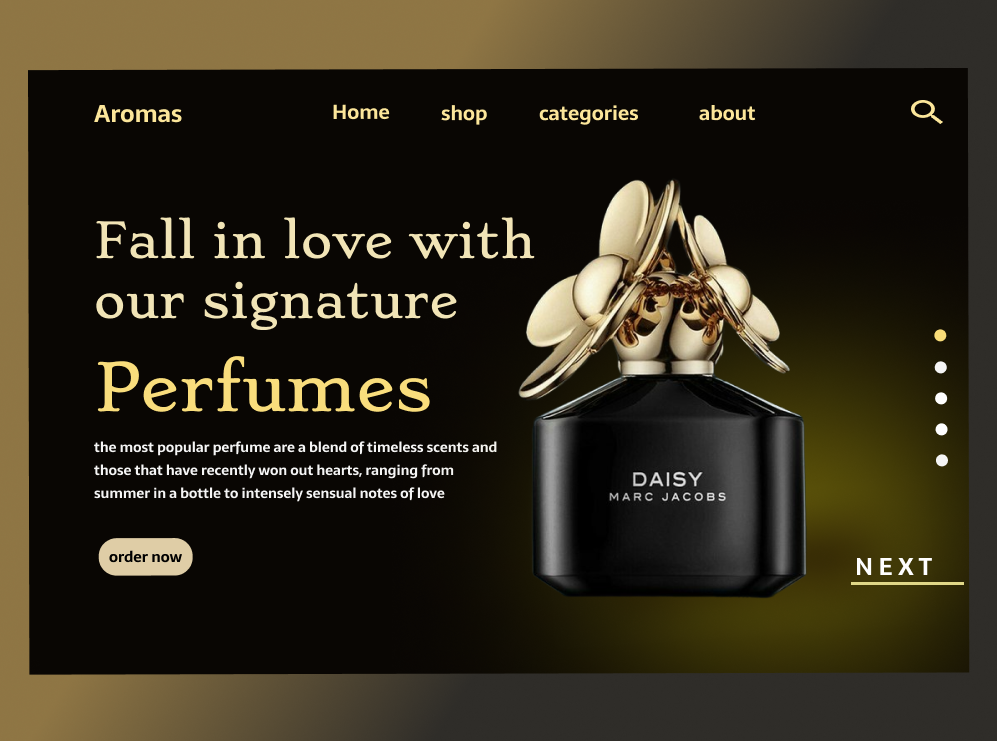 Aromas
Home shop categories about
Fall in love with
our signature
Perfumes
the most popular perfume are a blend of timeless scents and
those that have recently won out hearts, ranging from
summer in a bottle to intensely sensual notes of love
order now
DAISY
MARC JACOBS
NEXT